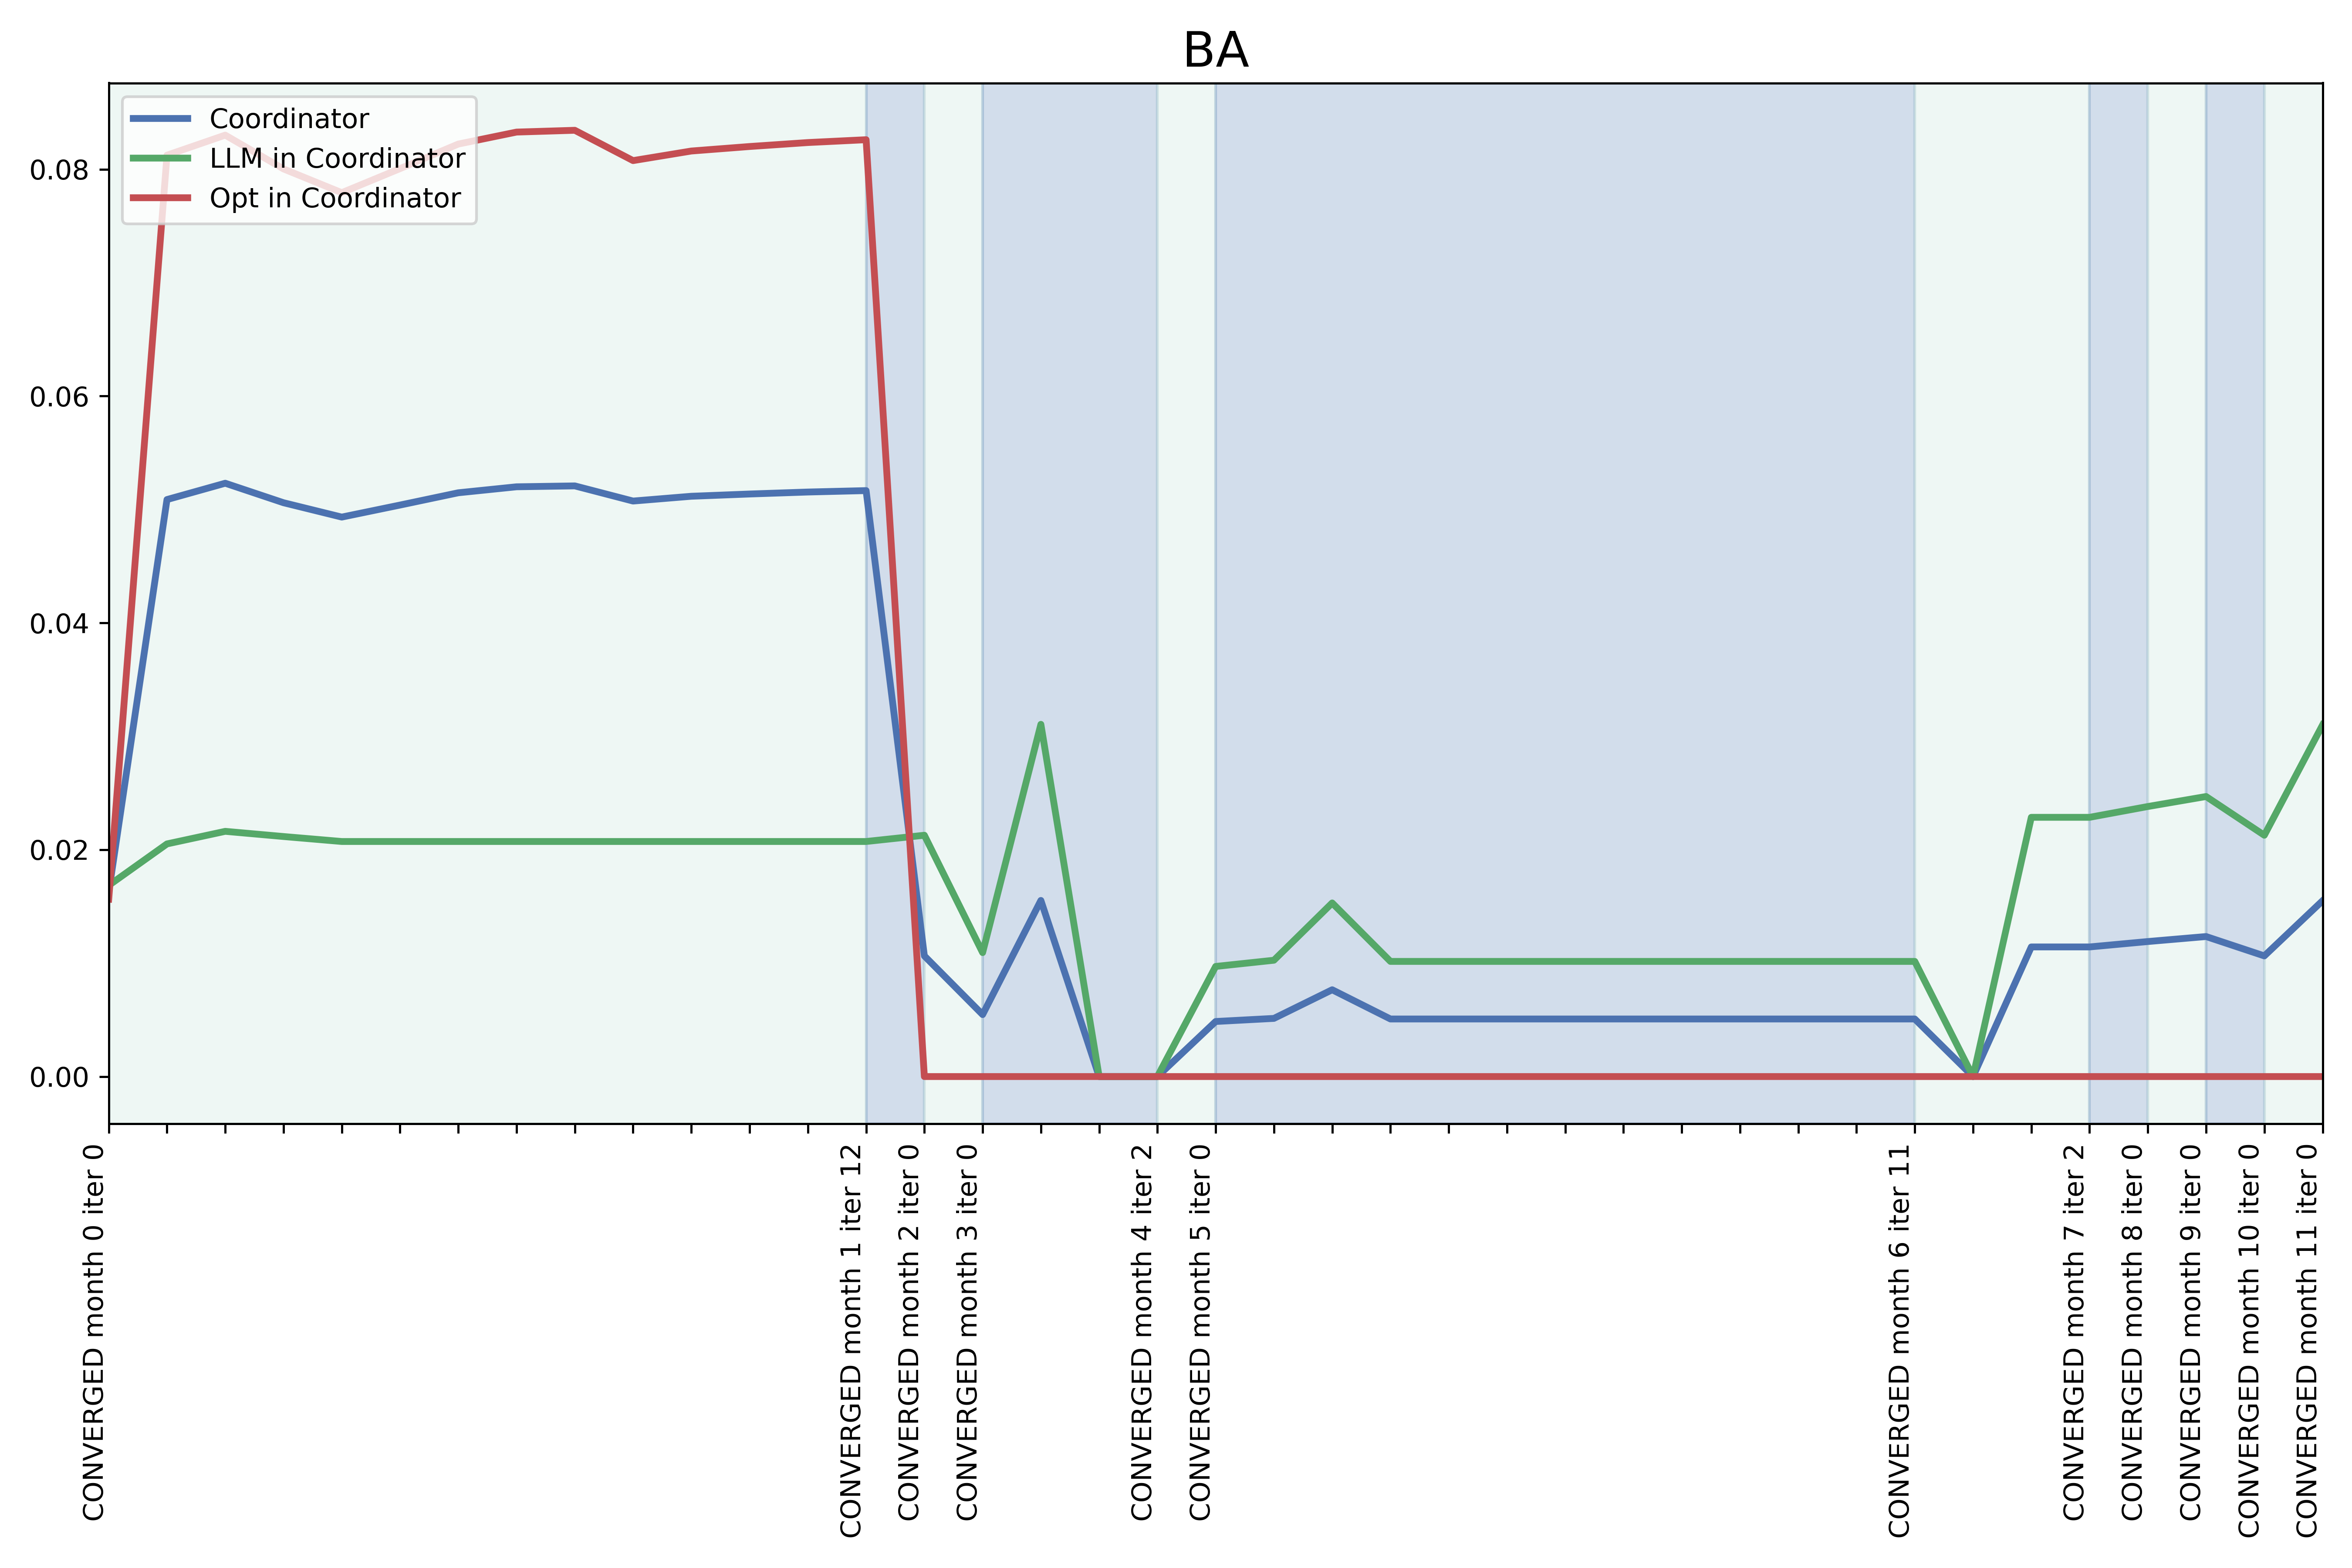 BA
Coordinator
LLM in Coordinator
Opt in Coordinator
0.08
0.06
0.04
0.02
0.00
CONVERGED month 0 iter 0
CONVERGED month 1 iter 12
CONVERGED month 2 iter 0
CONVERGED month 3 iter 0
CONVERGED month 4 iter 2
CONVERGED month 5 iter 0
CONVERGED month 6 iter 11
CONVERGED month 7 iter 2
CONVERGED month 8 iter 0
CONVERGED month 9 iter 0
CONVERGED month 10 iter 0
CONVERGED month 11 iter 0